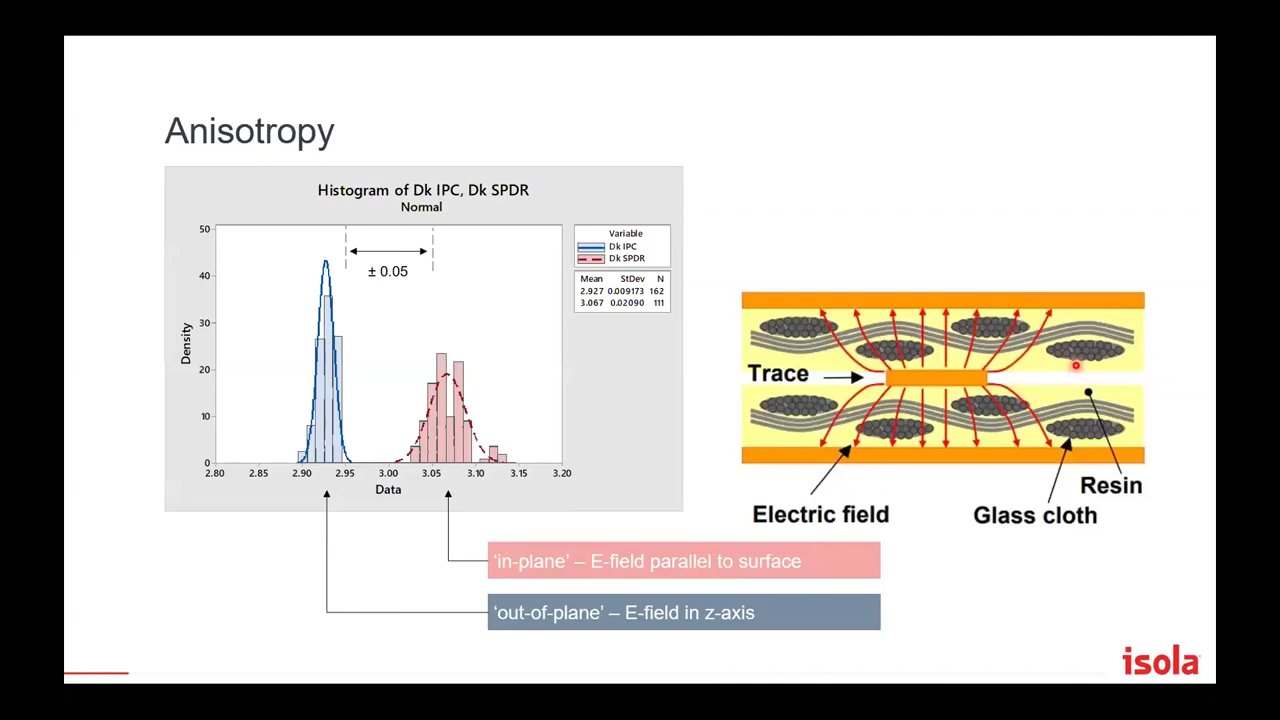 Anisotropy
Histogram of Dk IPC, Dk SPDR
Normal
50
40
30
20
10
0
Density
± 0.05
2.80 2.85 2.90 2.95 3.00 3.05 3.10 3.15 3.20
Data
Variable
Dk IPC
Dk SPDR
Mean StDev N
2.927 0.009173 162
3.067 0.02090 111
'in-plane' – E-field parallel to surface
'out-of-plane' – E-field in z-axis
Trace
Electric field
Glass cloth
Resin
isola